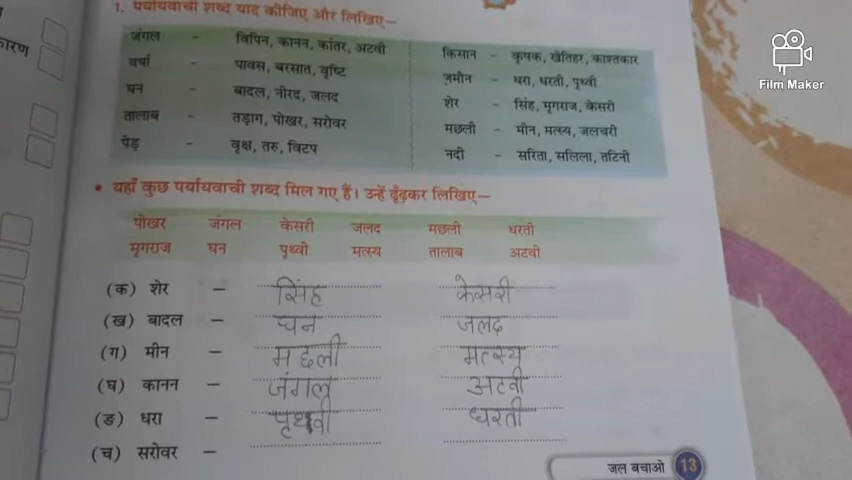 1. पर्यायवाची शब्द याद कीजिए और लिखिए—
जंगल - विपिन, कानन, कांतर, अटवी
वर्षा - पावस, बरसात, वृष्टि
घन - बादल, नीरद, जलद
तालाब - तड़ाग, पोखर, सरोवर
पेड़ - वृक्ष, तरु, विटप
किसान - कृषक, खेतिहर, काश्तकार
ज़मीन - धरा, धरती, पृथ्वी
शेर - सिंह, मृगराज, केसरी
मछली - मीन, मत्स्य, जलचरी
नदी - सरिता, सलिला, तटिनी
• यहाँ कुछ पर्यायवाची शब्द मिल गए हैं। उन्हें ढूँढ़कर लिखिए—
पोखर जंगल केसरी जलद मछली धरती
मृगराज घन पृथ्वी मत्स्य तालाब अटवी
(क) शेर - सिंह केसरी
(ख) बादल - घन जलद
(ग) मीन - मछली मत्स्य
(घ) कानन - जंगल अटवी
(ङ) धरा - पृथ्वी धरती
(च) सरोवर -
जल बचाओ 13
Film Maker